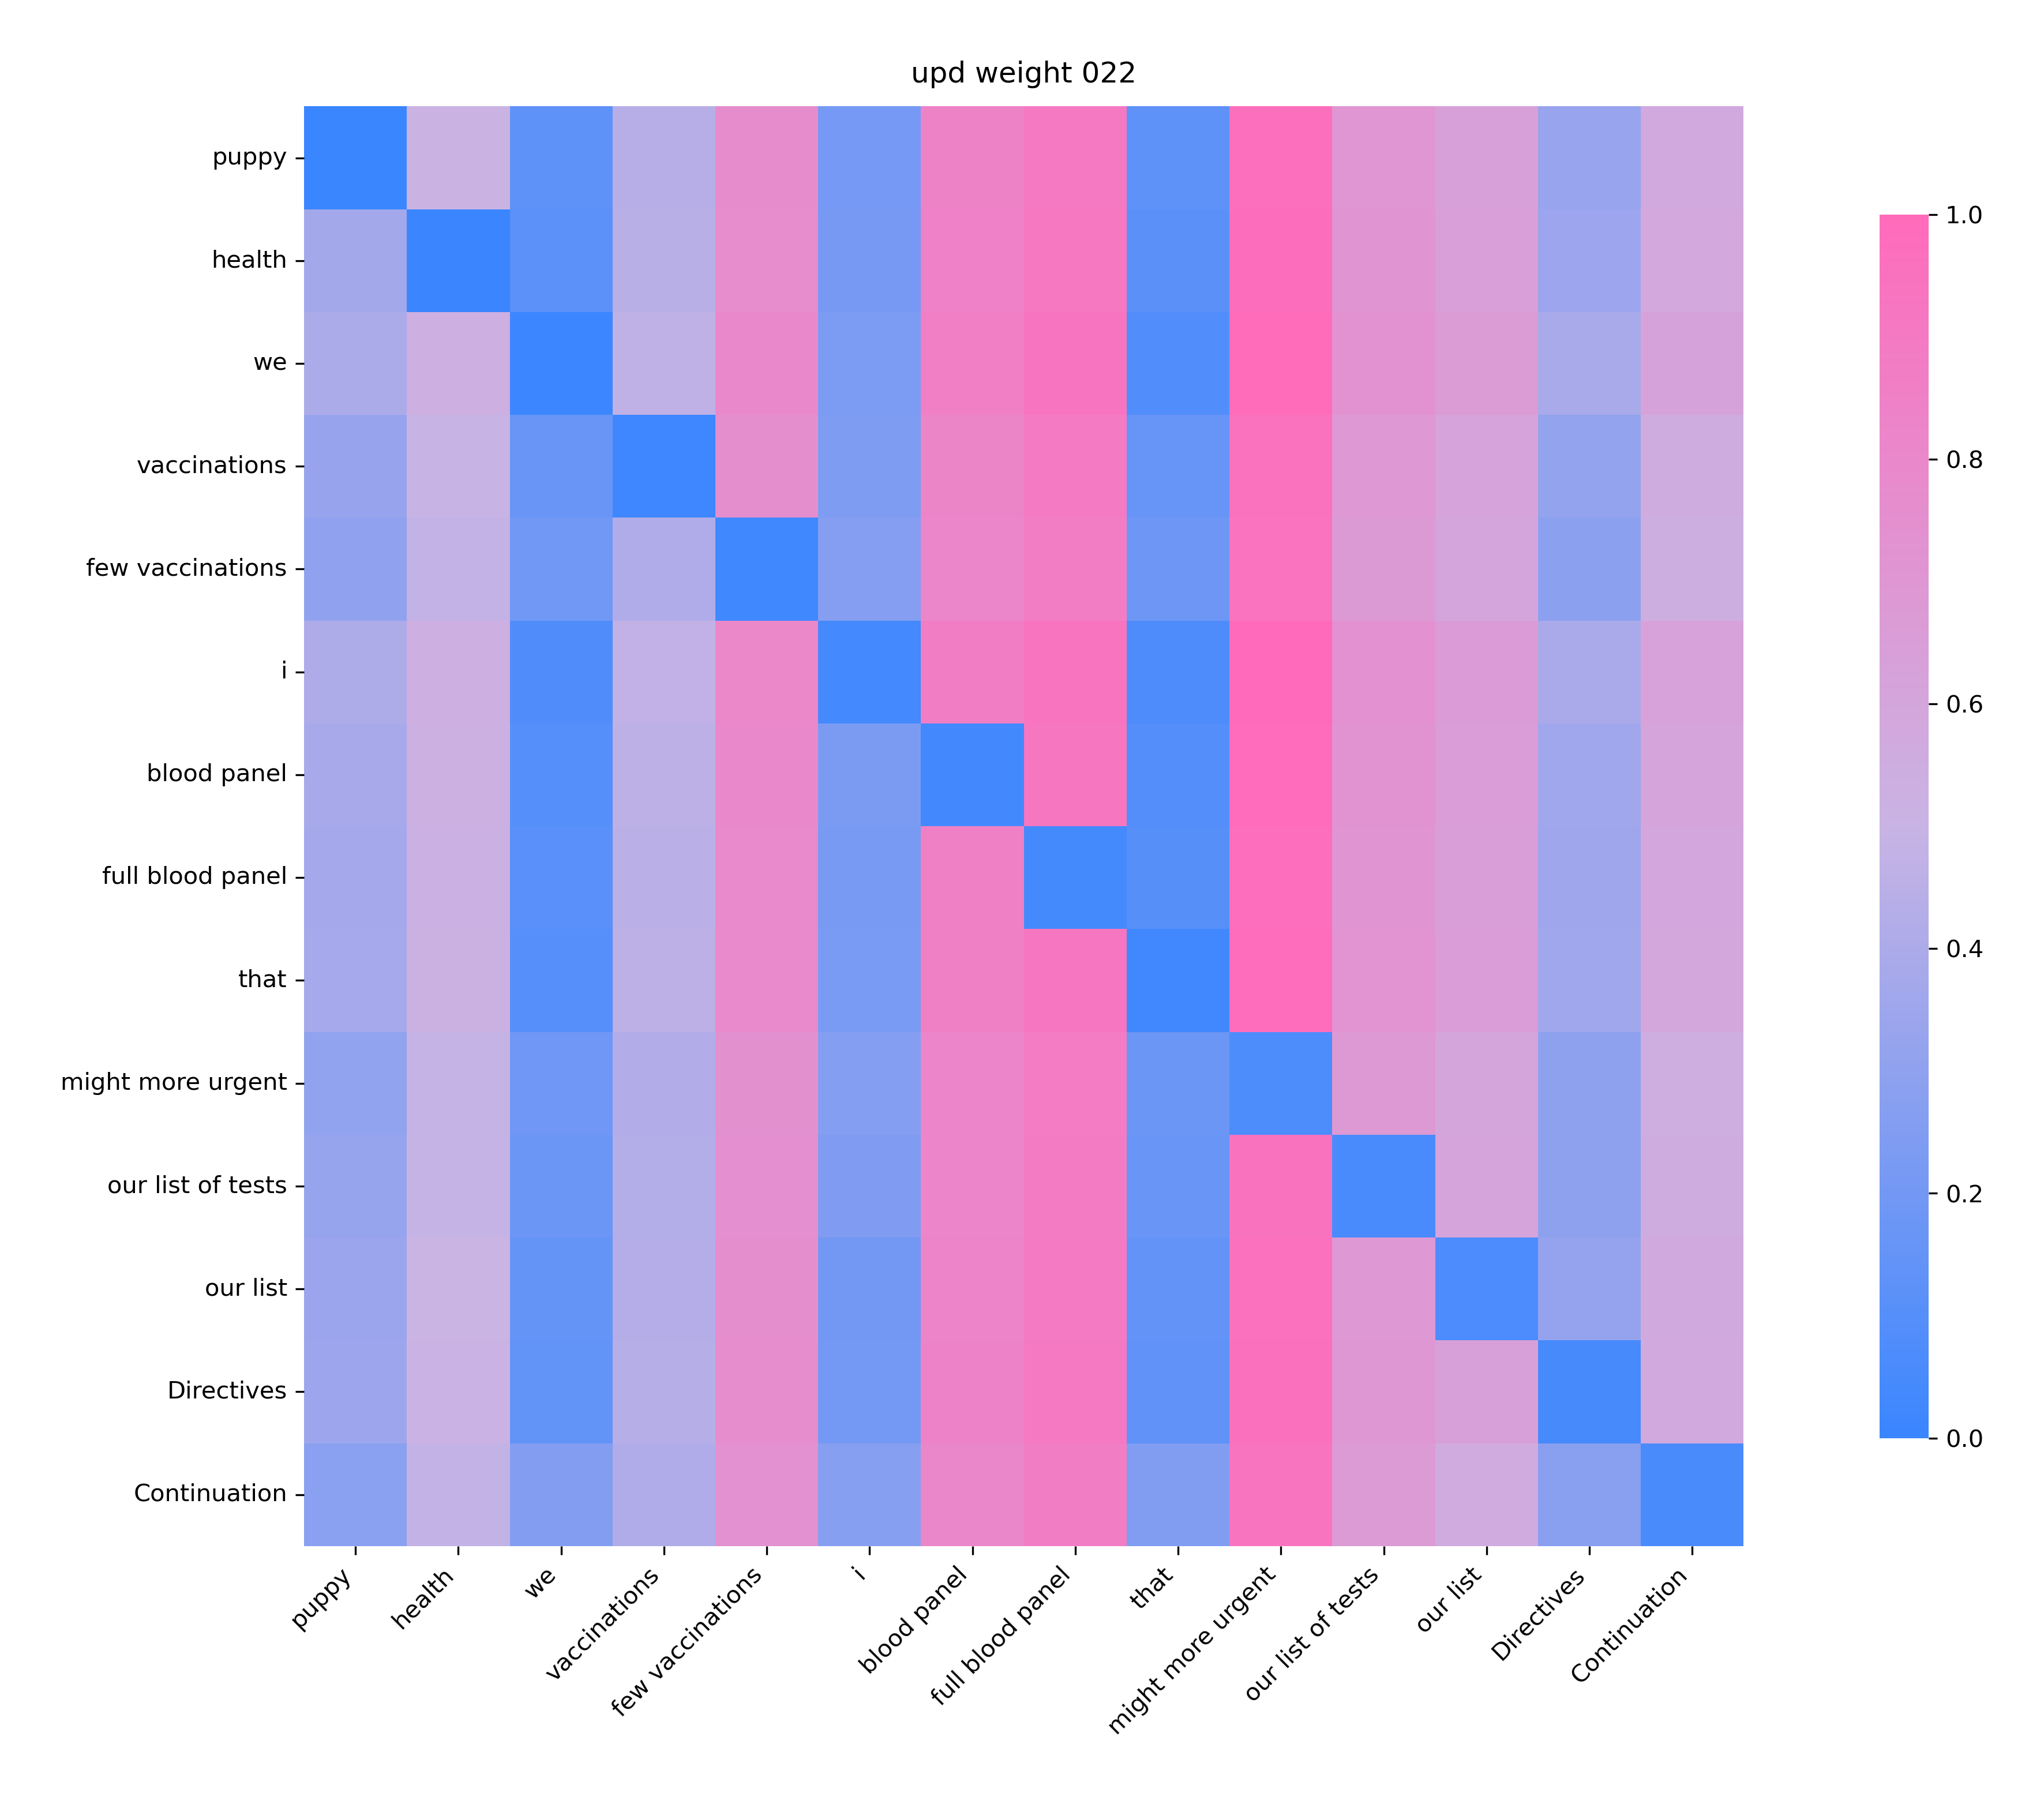 upd weight 022
puppy
health
we
vaccinations
few vaccinations
i
blood panel
full blood panel
that
might more urgent
our list of tests
our list
Directives
Continuation
puppy
health
we
vaccinations
few vaccinations
i
blood panel
full blood panel
that
might more urgent
our list of tests
our list
Directives
Continuation
1.0
0.8
0.6
0.4
0.2
0.0